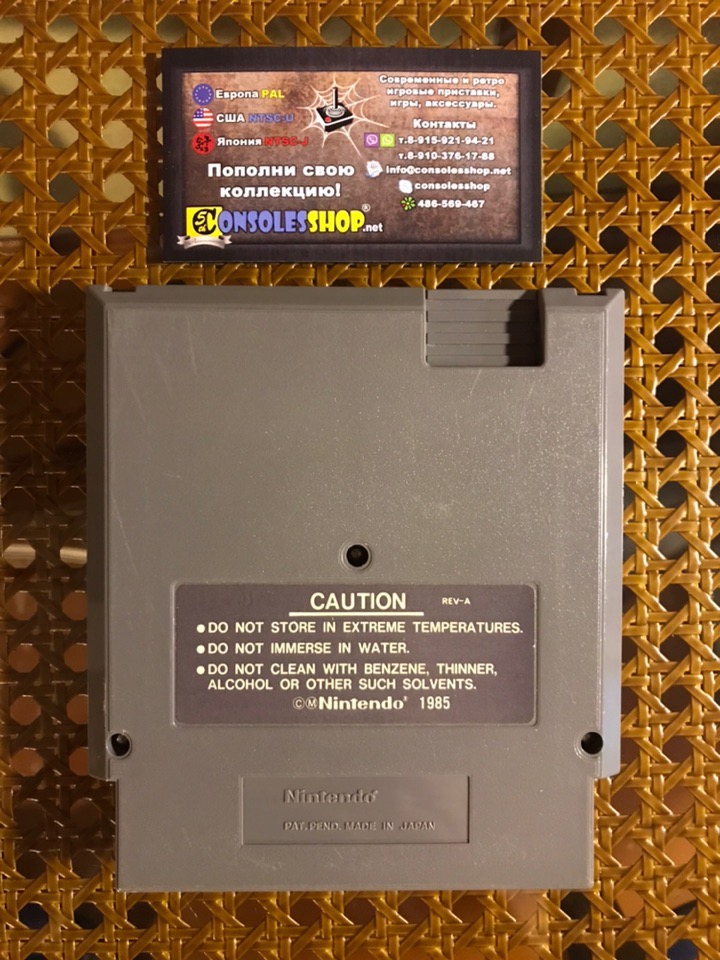 Европа PAL
США NTSC-U
Япония NTSC-J
Пополни свою
коллекцию!
CONSOLESSHOP®.net
Современные и ретро
игровые приставки,
игры, аксессуары.
Контакты
т.8-915-921-94-21
т.8-910-376-17-88
info@consolesshop.net
consolesshop
486-569-467
CAUTION REV-A
●DO NOT STORE IN EXTREME TEMPERATURES.
●DO NOT IMMERSE IN WATER.
●DO NOT CLEAN WITH BENZENE, THINNER,
ALCOHOL OR OTHER SUCH SOLVENTS.
©Ⓜ Nintendo® 1985
Nintendo®
PAT. PEND. MADE IN JAPAN